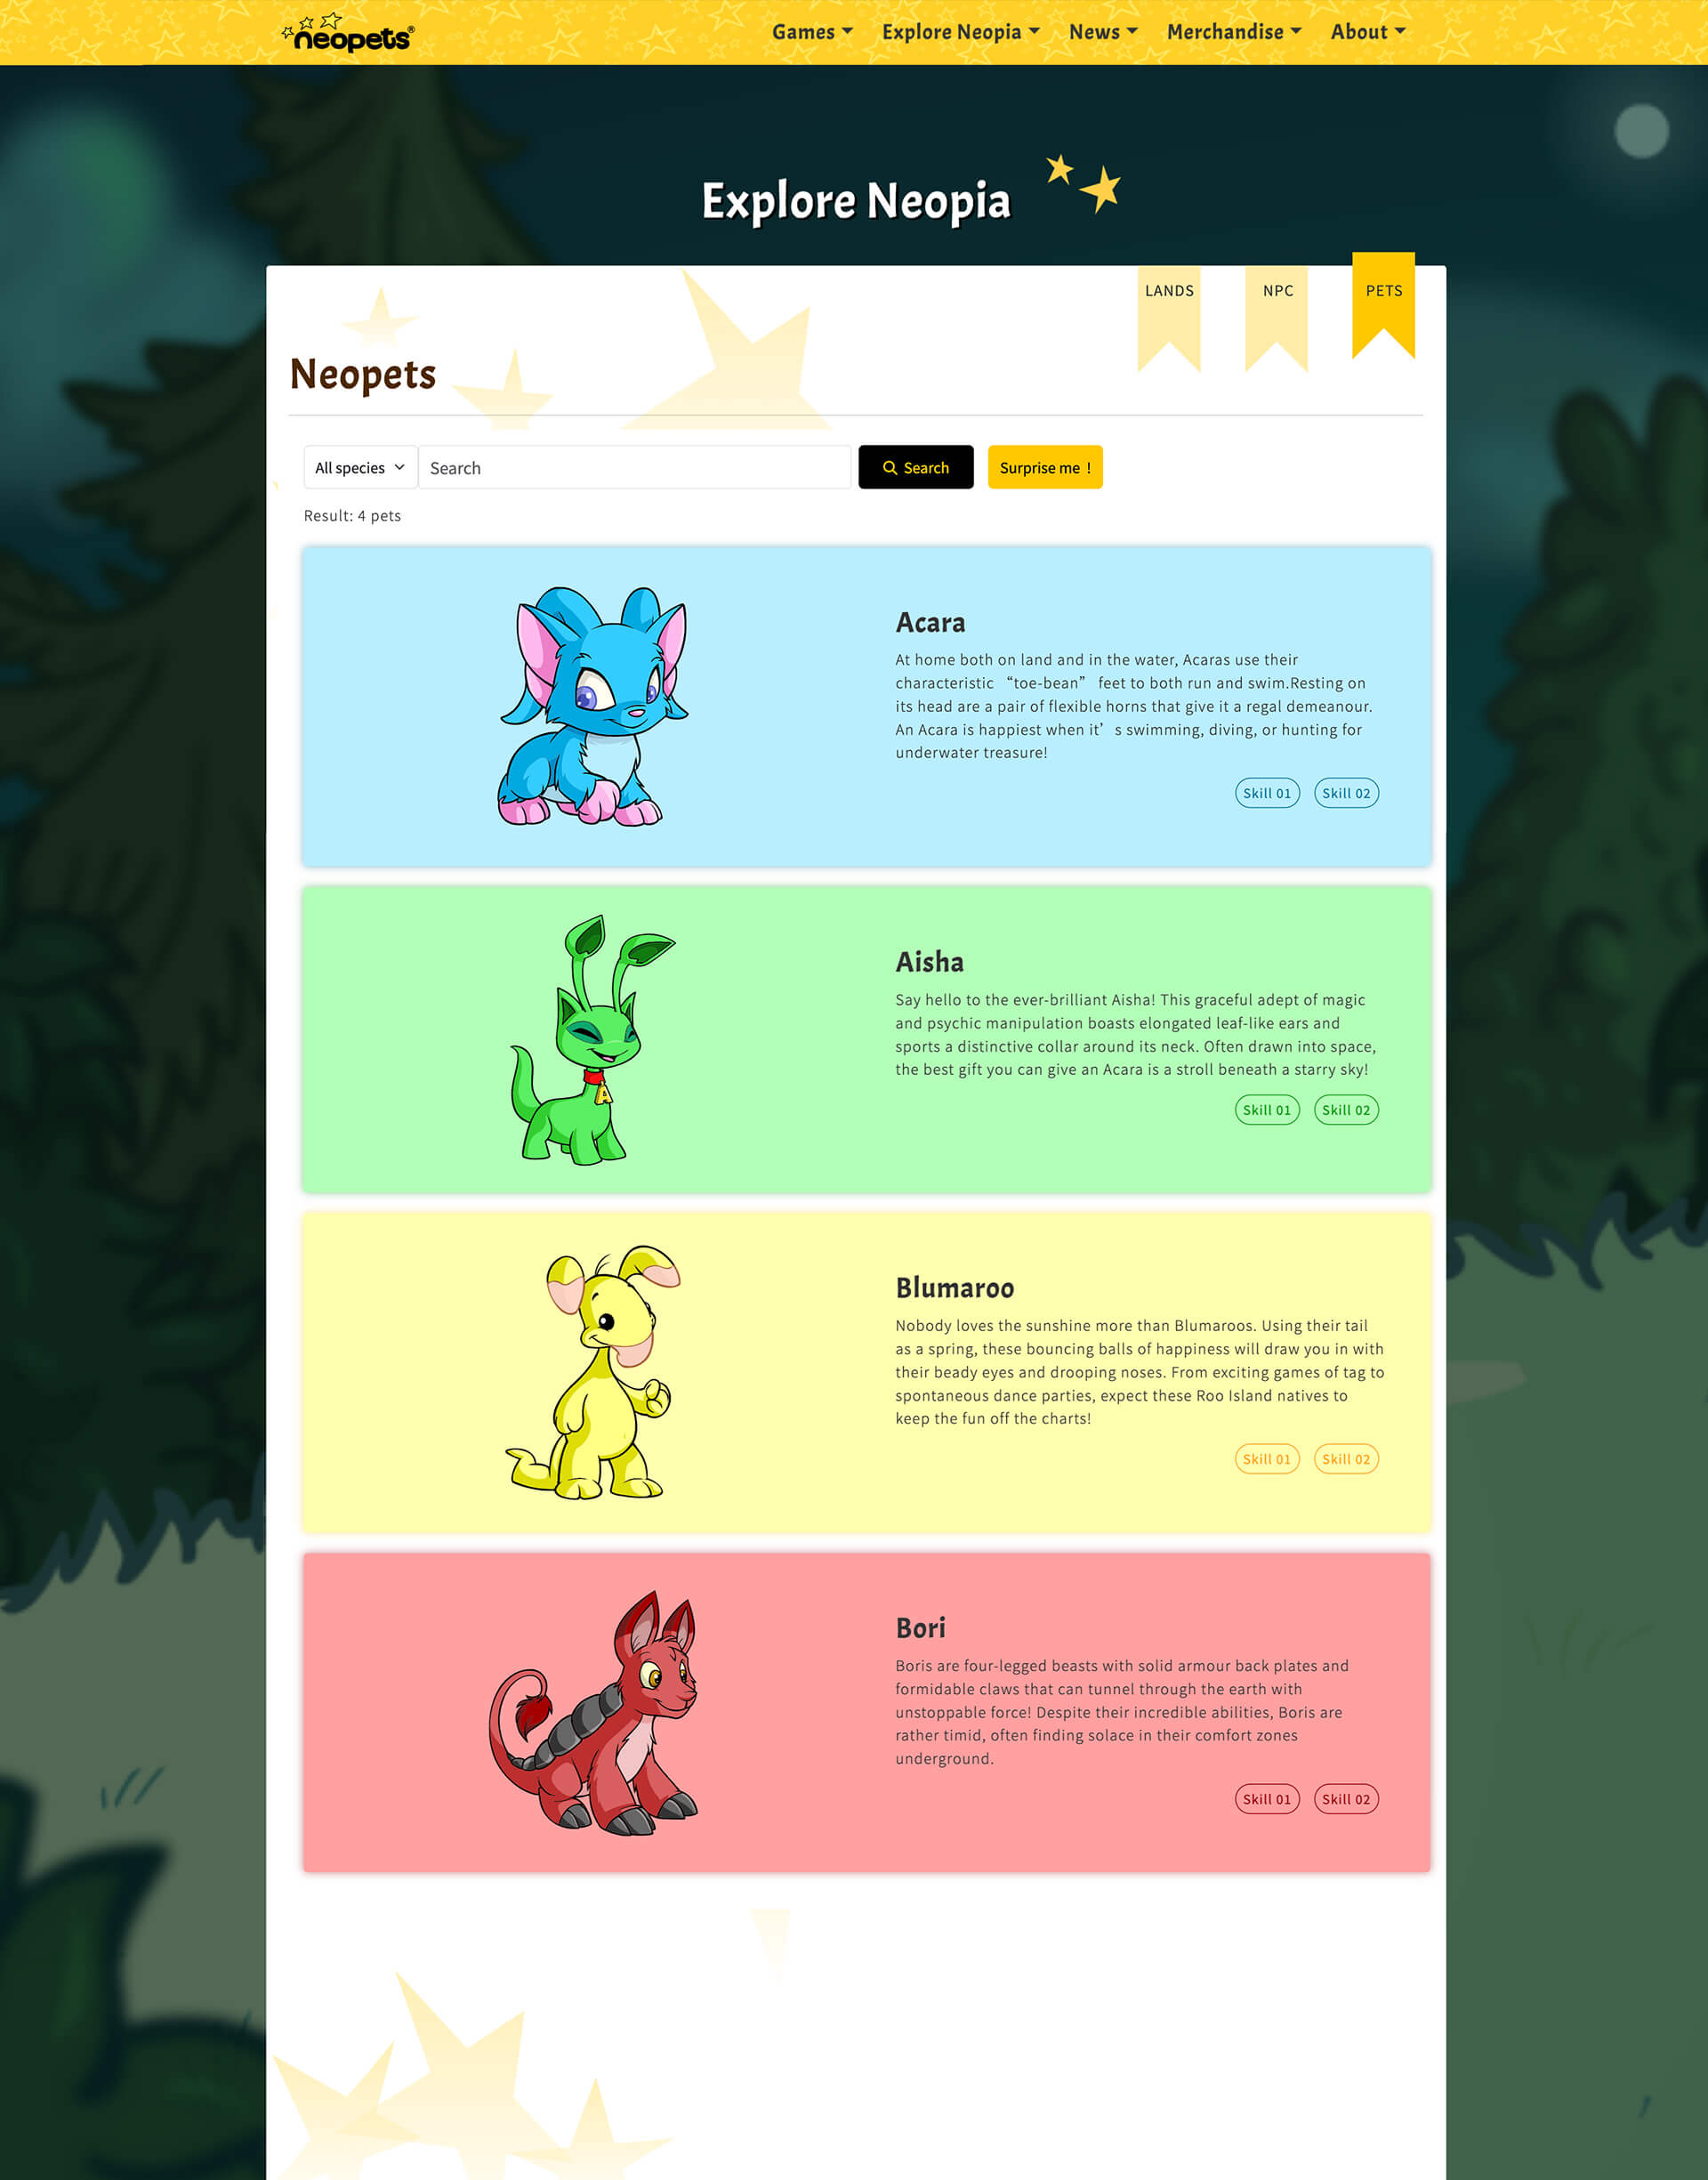 neopets®
Games
Explore Neopia
News
Merchandise
About
Explore Neopia
LANDS
NPC
PETS
Neopets
All species
Search
Search
Surprise me !
Result: 4 pets
Acara
At home both on land and in the water, Acaras use their
characteristic “toe-bean” feet to both run and swim.Resting on
its head are a pair of flexible horns that give it a regal demeanour.
An Acara is happiest when it’s swimming, diving, or hunting for
underwater treasure!
Skill 01
Skill 02
Aisha
Say hello to the ever-brilliant Aisha! This graceful adept of magic
and psychic manipulation boasts elongated leaf-like ears and
sports a distinctive collar around its neck. Often drawn into space,
the best gift you can give an Acara is a stroll beneath a starry sky!
A
Skill 01
Skill 02
Blumaroo
Nobody loves the sunshine more than Blumaroos. Using their tail
as a spring, these bouncing balls of happiness will draw you in with
their beady eyes and drooping noses. From exciting games of tag to
spontaneous dance parties, expect these Roo Island natives to
keep the fun off the charts!
Skill 01
Skill 02
Bori
Boris are four-legged beasts with solid armour back plates and
formidable claws that can tunnel through the earth with
unstoppable force! Despite their incredible abilities, Boris are
rather timid, often finding solace in their comfort zones
underground.
Skill 01
Skill 02